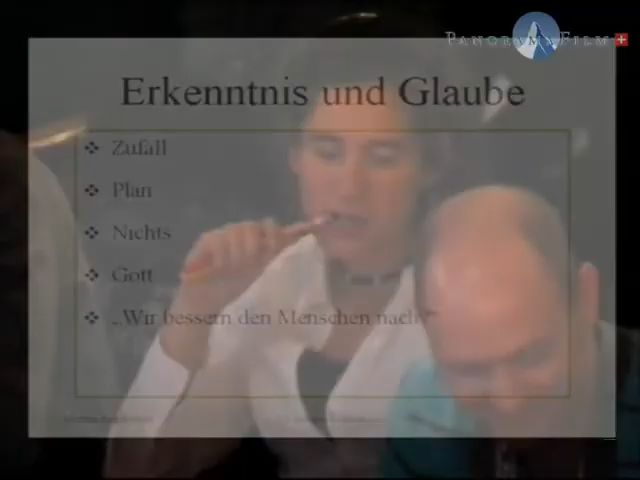 PANORAMA FILM
Erkenntnis und Glaube
❖ Zufall
❖ Plan
❖ Nichts
❖ Gott
❖ „Wir bessern den Menschen nach“